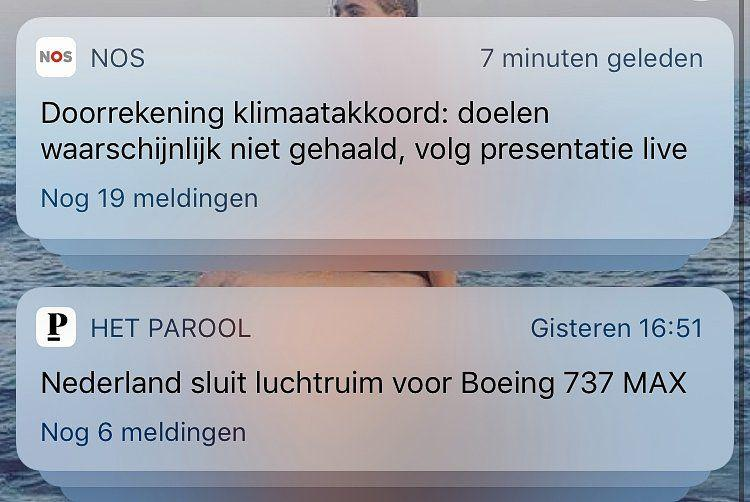 NOS NOS 7 minuten geleden
Doorrekening klimaatakkoord: doelen
waarschijnlijk niet gehaald, volg presentatie live
Nog 19 meldingen
P HET PAROOL Gisteren 16:51
Nederland sluit luchtruim voor Boeing 737 MAX
Nog 6 meldingen